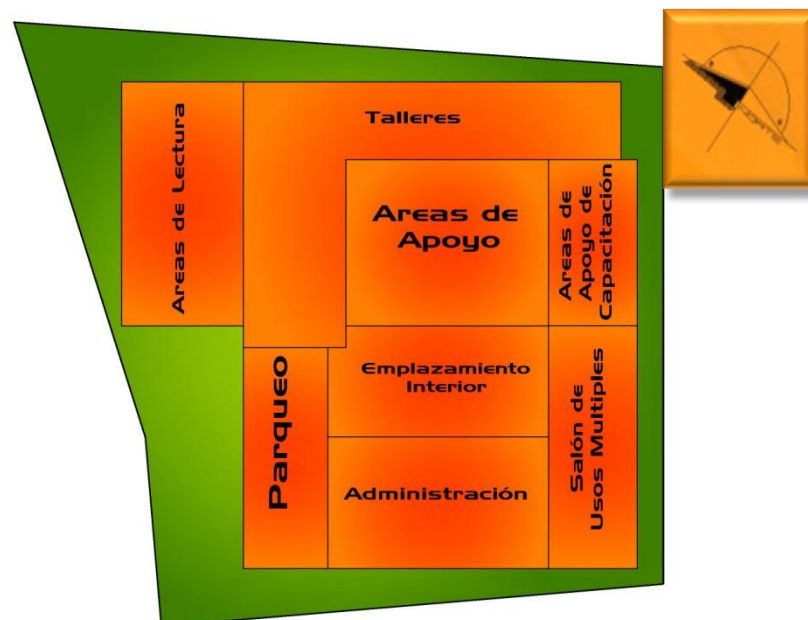 Talleres
Areas de Lectura
Areas de
Apoyo
Areas de
Apoyo de
Capacitación
Emplazamiento
Interior
Parqueo
Salón de
Usos Multiples
Administración